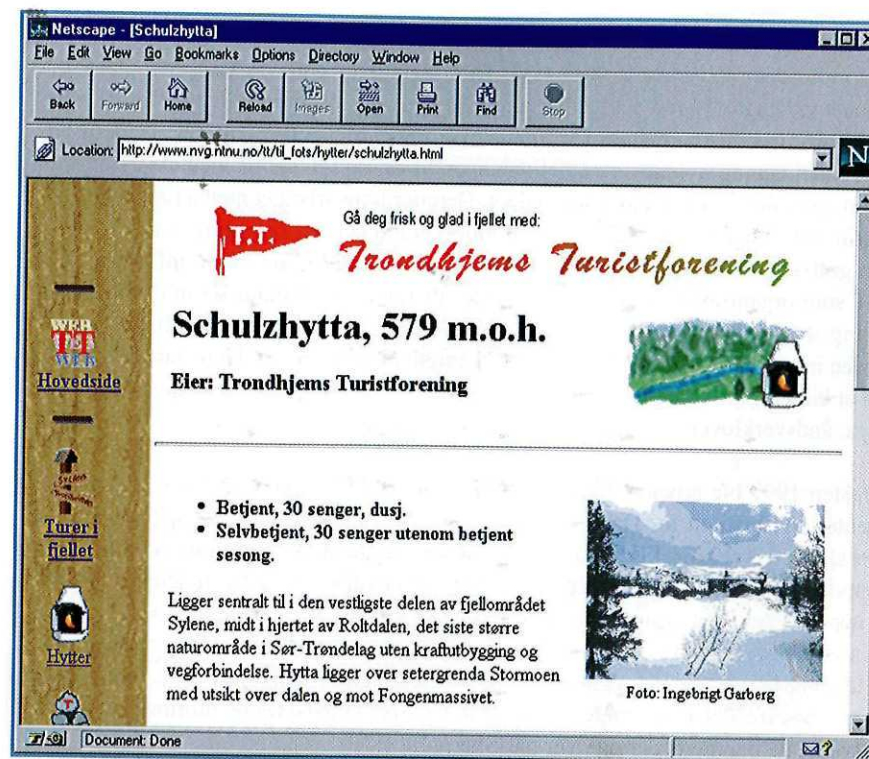 Netscape - [Schulzhytta]
File Edit View Go Bookmarks Options Directory Window Help
Back Forward Home Reload Images Open Print Find Stop
Location: http://www.nvg.ntnu.no/tt/til_fots/hytter/schulzhytta.html
N
T.T.
Gå deg frisk og glad i fjellet med:
Trondhjems Turistforening
Schulzhytta, 579 m.o.h.
Eier: Trondhjems Turistforening
WEB
TT
WEB
Hovedside
SYLENE
Turer i
fjellet
Hytter
T
• Betjent, 30 senger, dusj.
• Selvbetjent, 30 senger utenom betjent
sesong.
Ligger sentralt til i den vestligste delen av fjellområdet
Sylene, midt i hjertet av Roltdalen, det siste større
naturområde i Sør-Trøndelag uten kraftutbygging og
vegforbindelse. Hytta ligger over setergrenda Stormoen
med utsikt over dalen og mot Fongenmassivet.
Foto: Ingebrigt Garberg
Document: Done